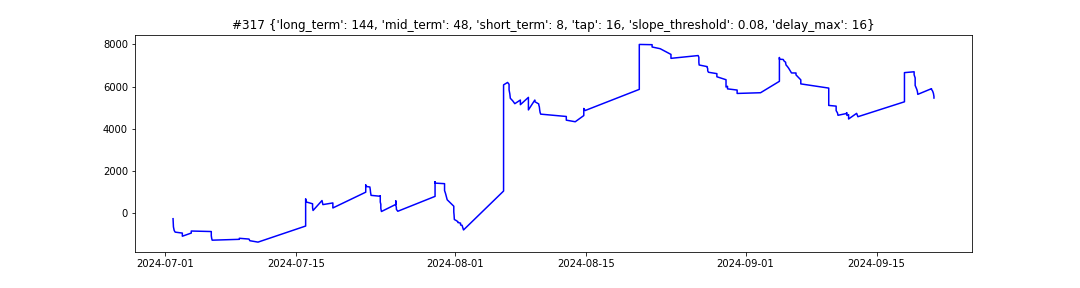 #317 {'long_term': 144, 'mid_term': 48, 'short_term': 8, 'tap': 16, 'slope_threshold': 0.08, 'delay_max': 16}
8000
6000
4000
2000
0
2024-07-01 2024-07-15 2024-08-01 2024-08-15 2024-09-01 2024-09-15